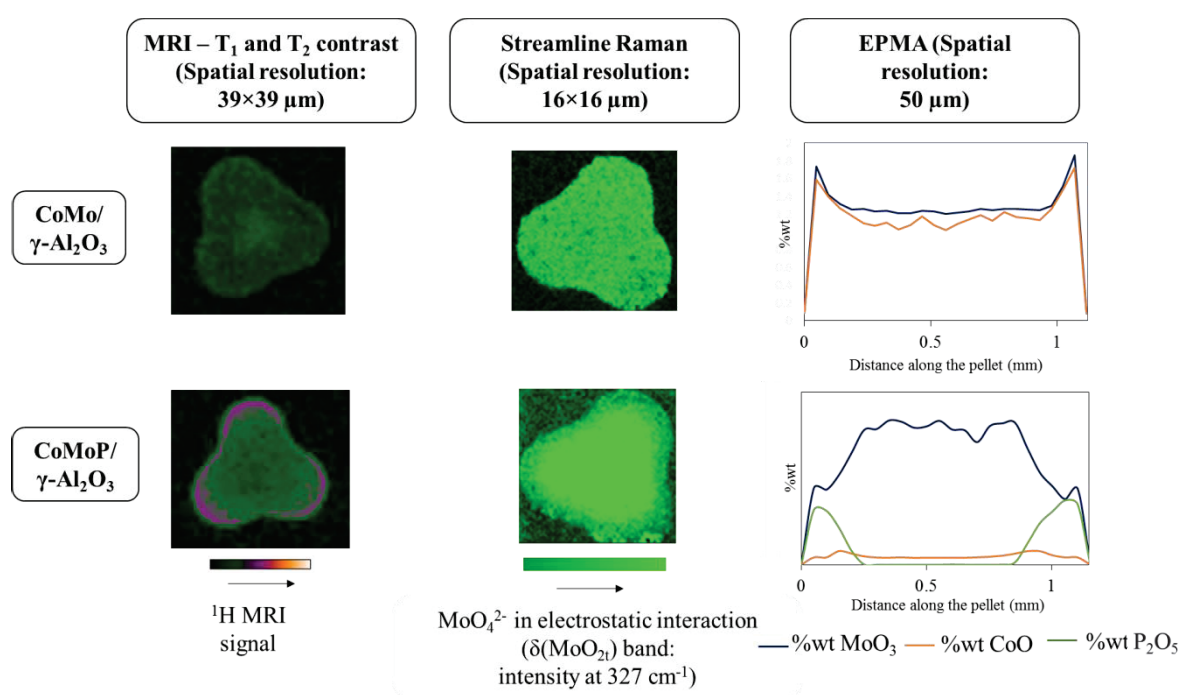 MRI – T₁ and T₂ contrast
(Spatial resolution:
39×39 µm)
Streamline Raman
(Spatial resolution:
16×16 µm)
EPMA (Spatial
resolution:
50 µm)
CoMo/
γ-Al₂O₃
%wt
0 0.5 1
Distance along the pellet (mm)
CoMoP/
γ-Al₂O₃
%wt
0 0.5 1
Distance along the pellet (mm)
¹H MRI
signal
MoO₄²⁻ in electrostatic interaction
(δ(MoO₂ₜ) band:
intensity at 327 cm⁻¹)
%wt MoO₃ %wt CoO %wt P₂O₅